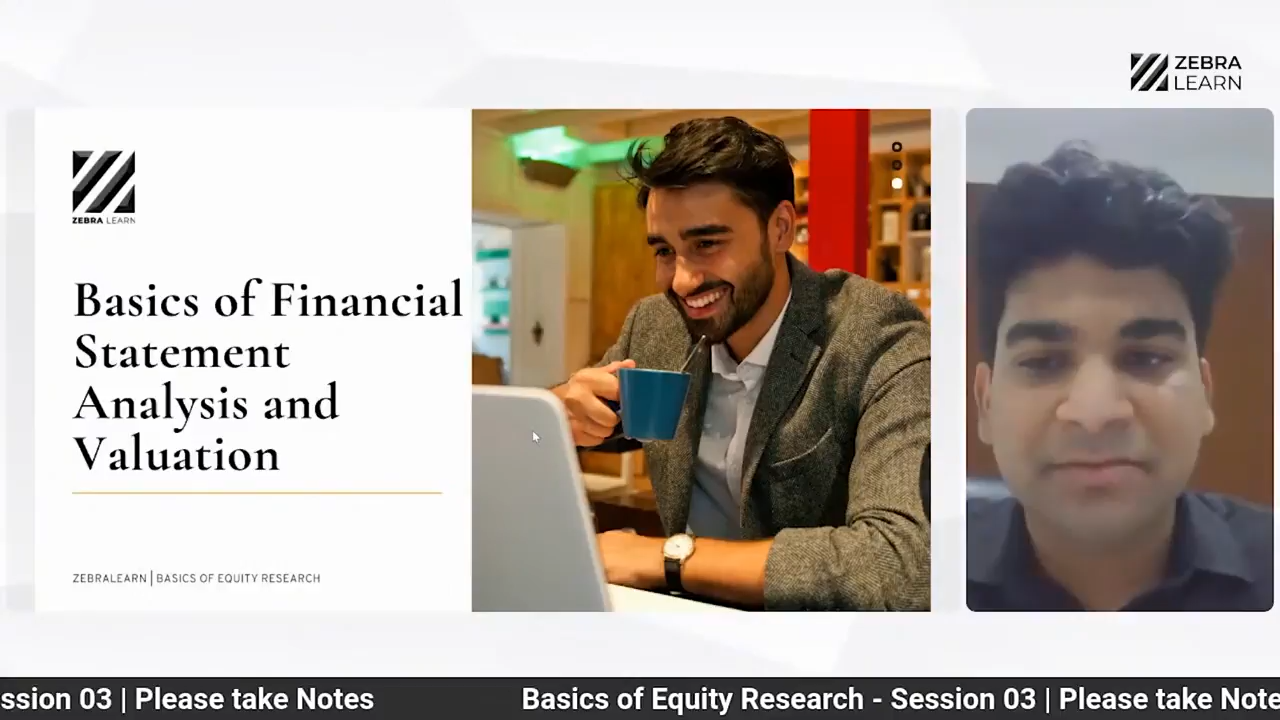 ZEBRA
LEARN
ZEBRA LEARN
Basics of Financial
Statement
Analysis and
Valuation
ZEBRALEARN | BASICS OF EQUITY RESEARCH
ssion 03 | Please take Notes
Basics of Equity Research - Session 03 | Please take Note